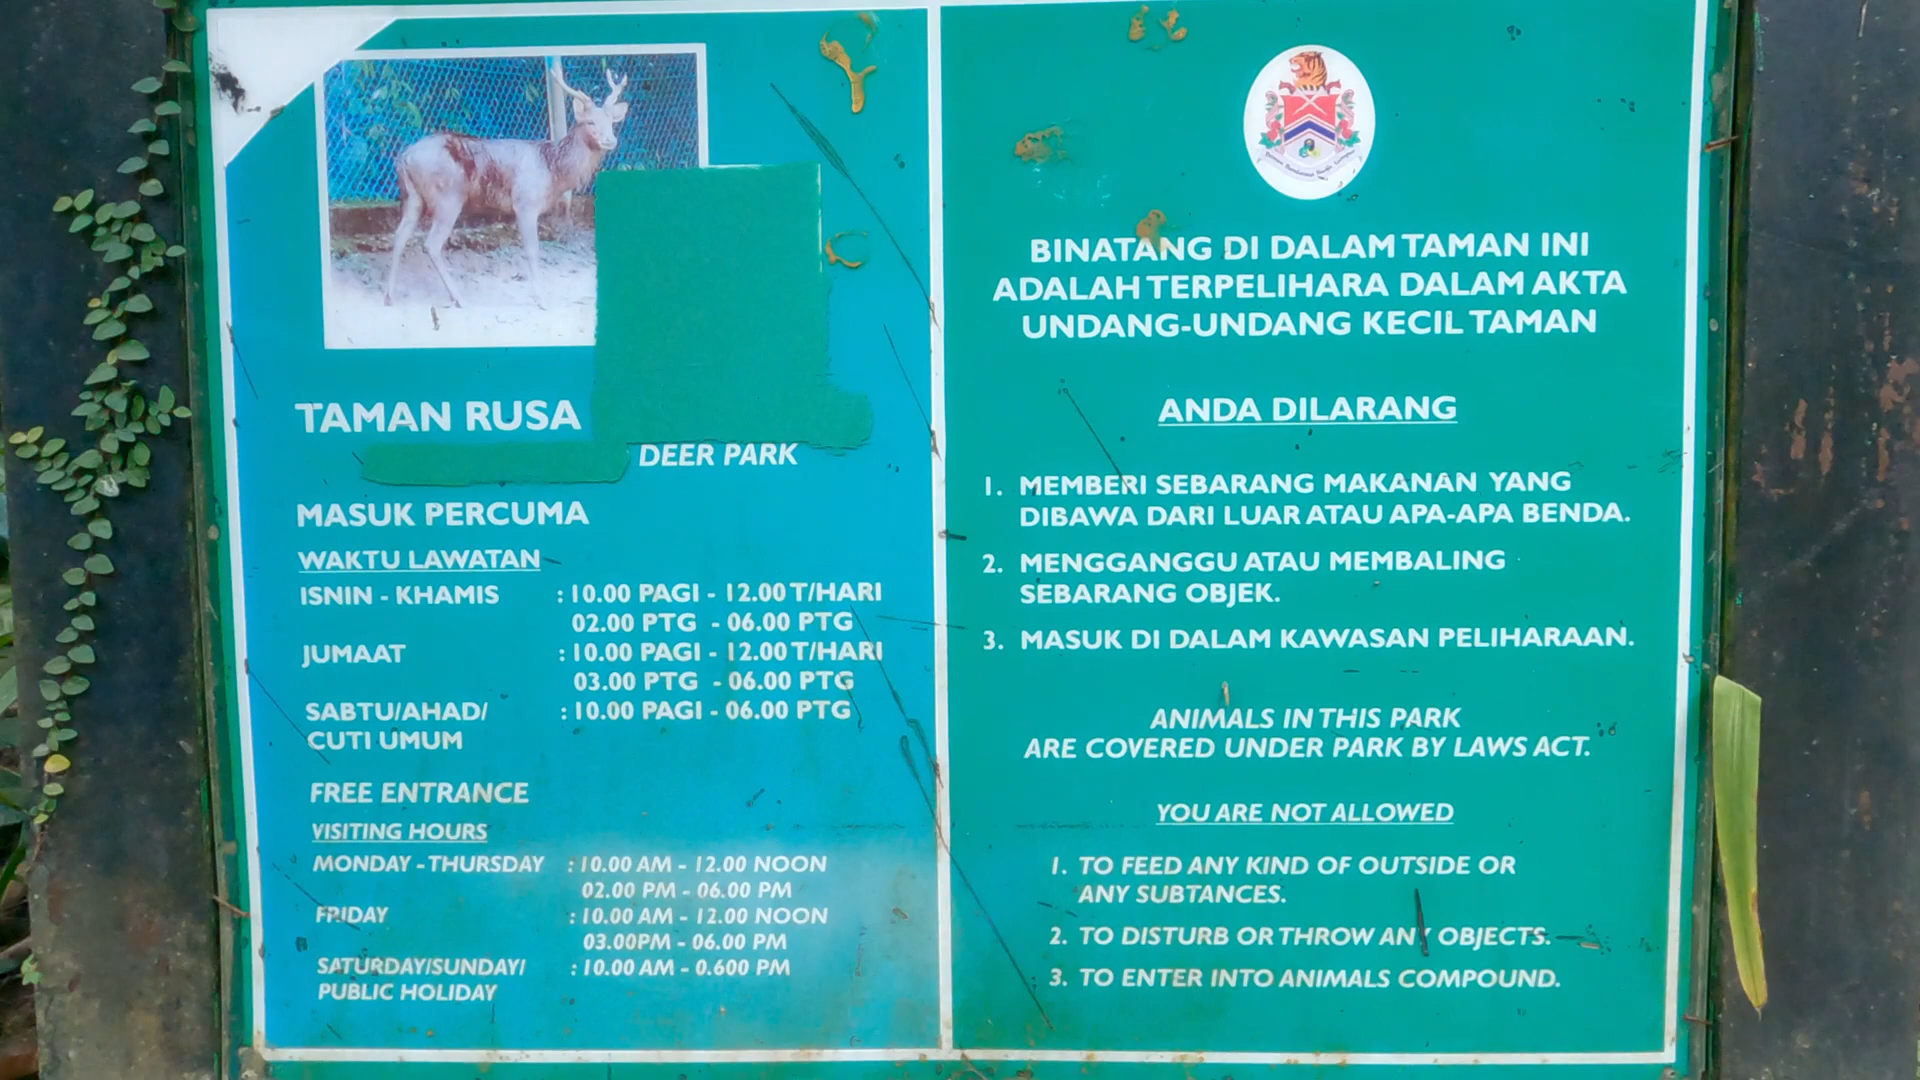 TAMAN RUSA
DEER PARK
MASUK PERCUMA
WAKTU LAWATAN
ISNIN - KHAMIS : 10.00 PAGI - 12.00 T/HARI
02.00 PTG - 06.00 PTG
JUMAAT : 10.00 PAGI - 12.00 T/HARI
03.00 PTG - 06.00 PTG
SABTU/AHAD/ : 10.00 PAGI - 06.00 PTG
CUTI UMUM
FREE ENTRANCE
VISITING HOURS
MONDAY - THURSDAY : 10.00 AM - 12.00 NOON
02.00 PM - 06.00 PM
FRIDAY : 10.00 AM - 12.00 NOON
03.00PM - 06.00 PM
SATURDAY/SUNDAY/ : 10.00 AM - 0.600 PM
PUBLIC HOLIDAY
BINATANG DI DALAM TAMAN INI
ADALAH TERPELIHARA DALAM AKTA
UNDANG-UNDANG KECIL TAMAN
ANDA DILARANG
1. MEMBERI SEBARANG MAKANAN YANG
DIBAWA DARI LUAR ATAU APA-APA BENDA.
2. MENGGANGGU ATAU MEMBALING
SEBARANG OBJEK.
3. MASUK DI DALAM KAWASAN PELIHARAAN.
ANIMALS IN THIS PARK
ARE COVERED UNDER PARK BY LAWS ACT.
YOU ARE NOT ALLOWED
1. TO FEED ANY KIND OF OUTSIDE OR
ANY SUBTANCES.
2. TO DISTURB OR THROW ANY OBJECTS.
3. TO ENTER INTO ANIMALS COMPOUND.